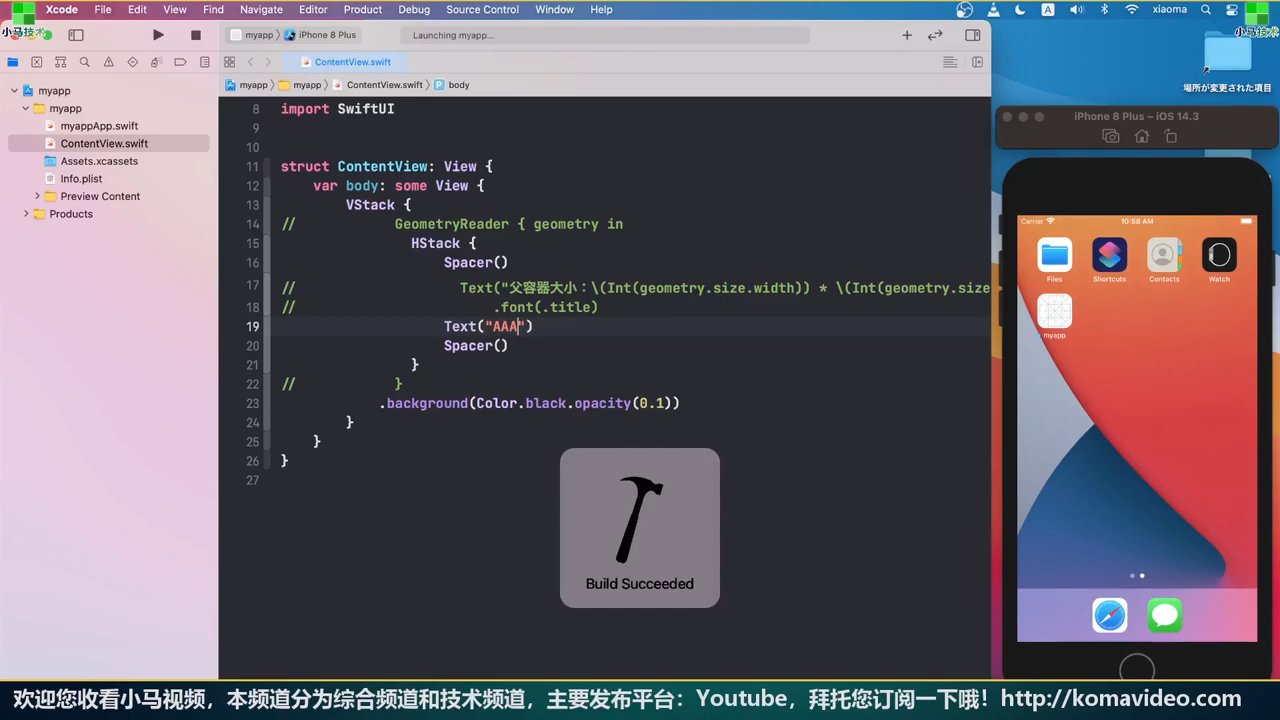 Xcode File Edit View Find Navigate Editor Product Debug Source Control Window Help A xiaoma
小马技术
小马技术
myapp 〉 iPhone 8 Plus
Launching myapp...
ContentView.swift
myapp 〉 myapp 〉 ContentView.swift 〉 P body
myapp
myapp
myappApp.swift
ContentView.swift
Assets.xcassets
Info.plist
Preview Content
Products
8 import SwiftUI
9
10
11 struct ContentView: View {
12 var body: some View {
13 VStack {
14 // GeometryReader { geometry in
15 HStack {
16 Spacer()
17 // Text("父容器大小：\(Int(geometry.size.width)) * \(Int(geometry.size
18 // .font(.title)
19 Text("AAA")
20 Spacer()
21 }
22 // }
23 .background(Color.black.opacity(0.1))
24 }
25 }
26 }
27
Build Succeeded
場所が変更された項目
iPhone 8 Plus – iOS 14.3
Carrier 10:58 AM
Files Shortcuts Contacts Watch
myapp
欢迎您收看小马视频，本频道分为综合频道和技术频道，主要发布平台：Youtube，拜托您订阅一下哦！http://komavideo.com